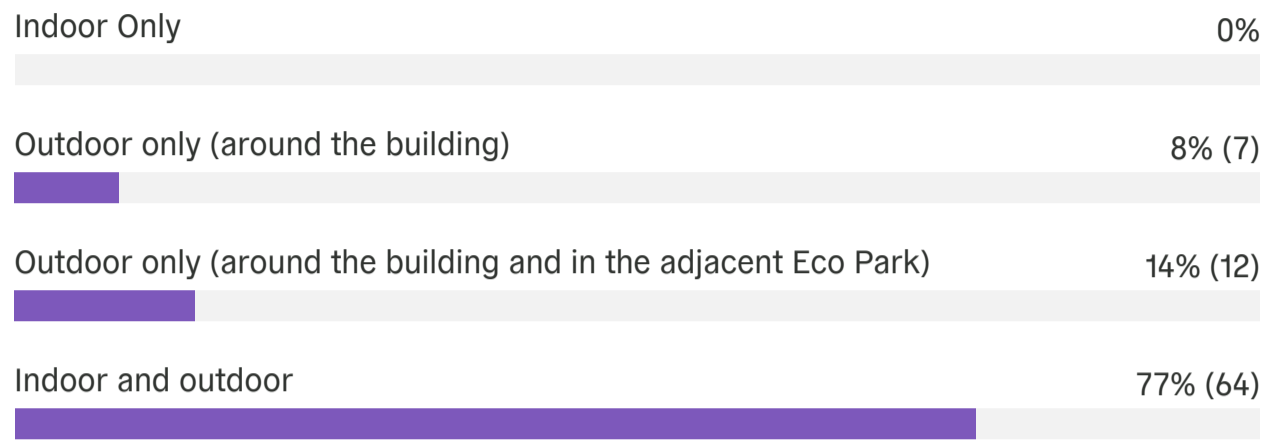 Indoor Only 0%
Outdoor only (around the building) 8% (7)
Outdoor only (around the building and in the adjacent Eco Park) 14% (12)
Indoor and outdoor 77% (64)